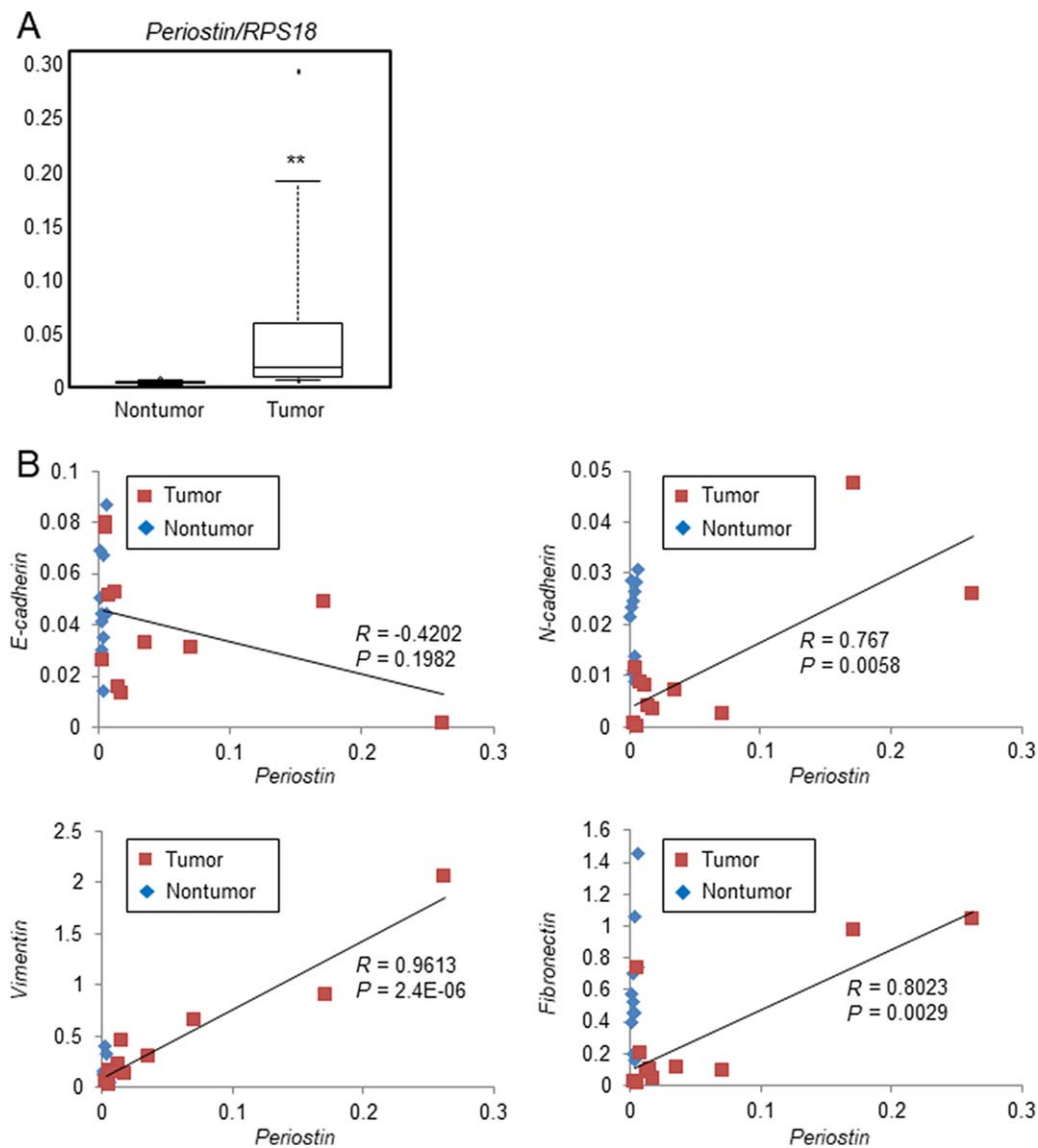 A
Periostin/RPS18
0.30
0.25
0.20
0.15
0.10
0.05
0
**
Nontumor
Tumor
B
0.1
0.08
0.06
0.04
0.02
0
E-cadherin
Tumor
Nontumor
R = -0.4202
P = 0.1982
0
0.1
0.2
0.3
Periostin
0.05
0.04
0.03
0.02
0.01
0
N-cadherin
Tumor
Nontumor
R = 0.767
P = 0.0058
0
0.1
0.2
0.3
Periostin
2.5
2
1.5
1
0.5
0
Vimentin
Tumor
Nontumor
R = 0.9613
P = 2.4E-06
0
0.1
0.2
0.3
Periostin
1.6
1.4
1.2
1
0.8
0.6
0.4
0.2
0
Fibronectin
Tumor
Nontumor
R = 0.8023
P = 0.0029
0
0.1
0.2
0.3
Periostin